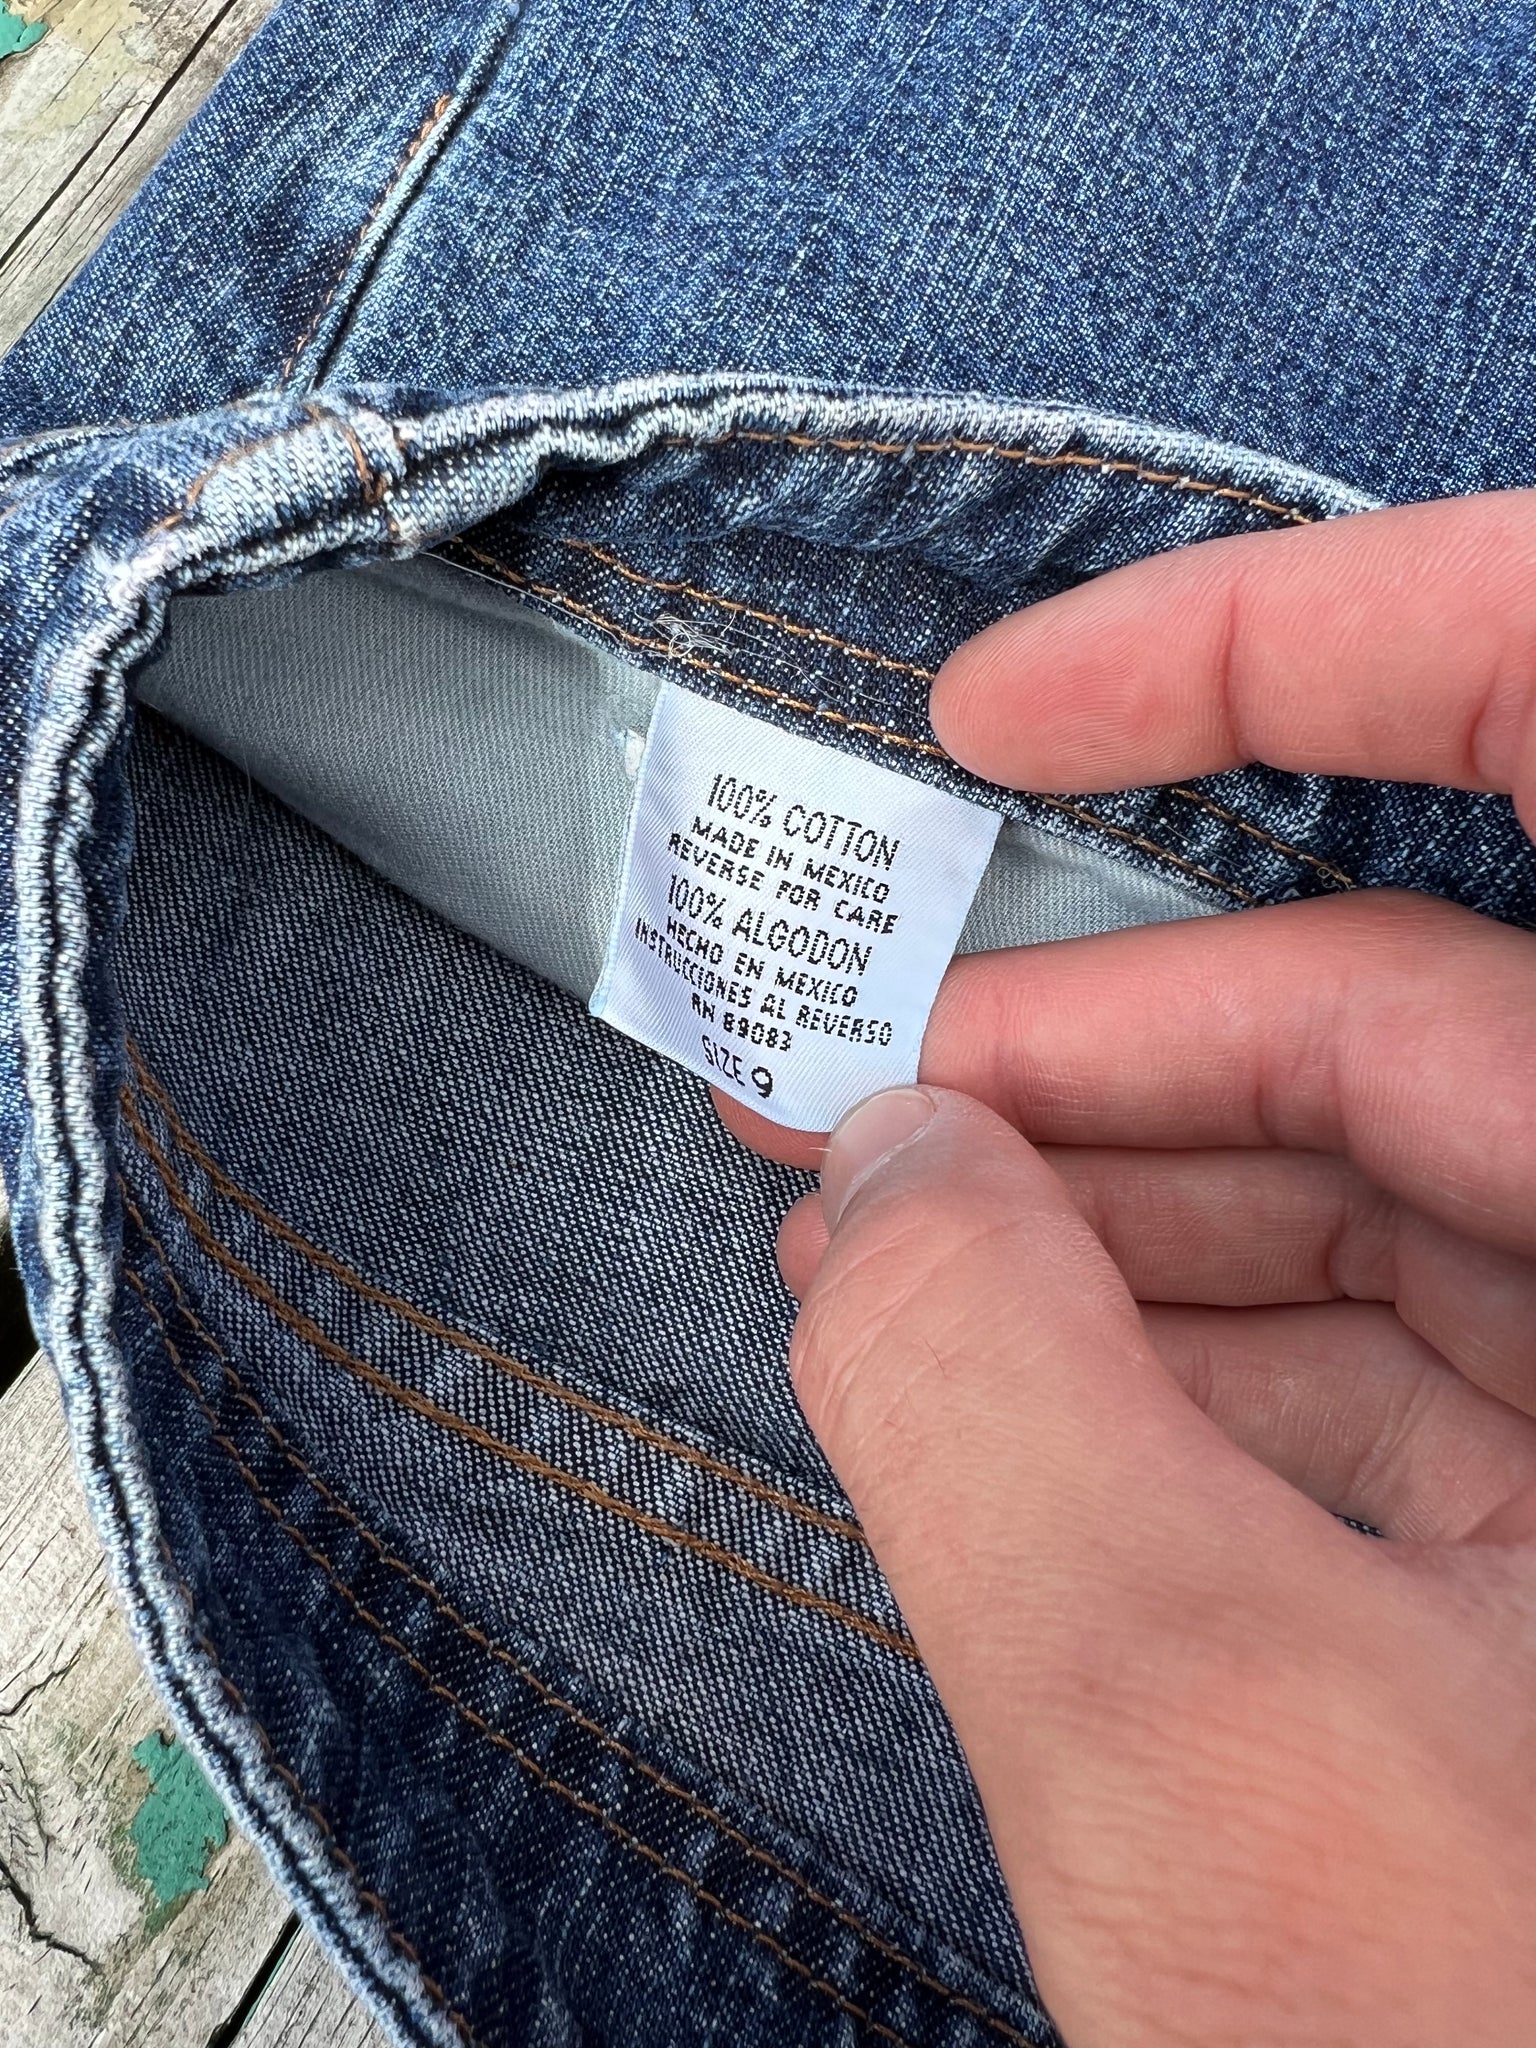 100% COTTON
MADE IN MEXICO
REVERSE FOR CARE
100% ALGODON
HECHO EN MEXICO
INSTRUCCIONES AL REVERSO
RN 89083
SIZE 9